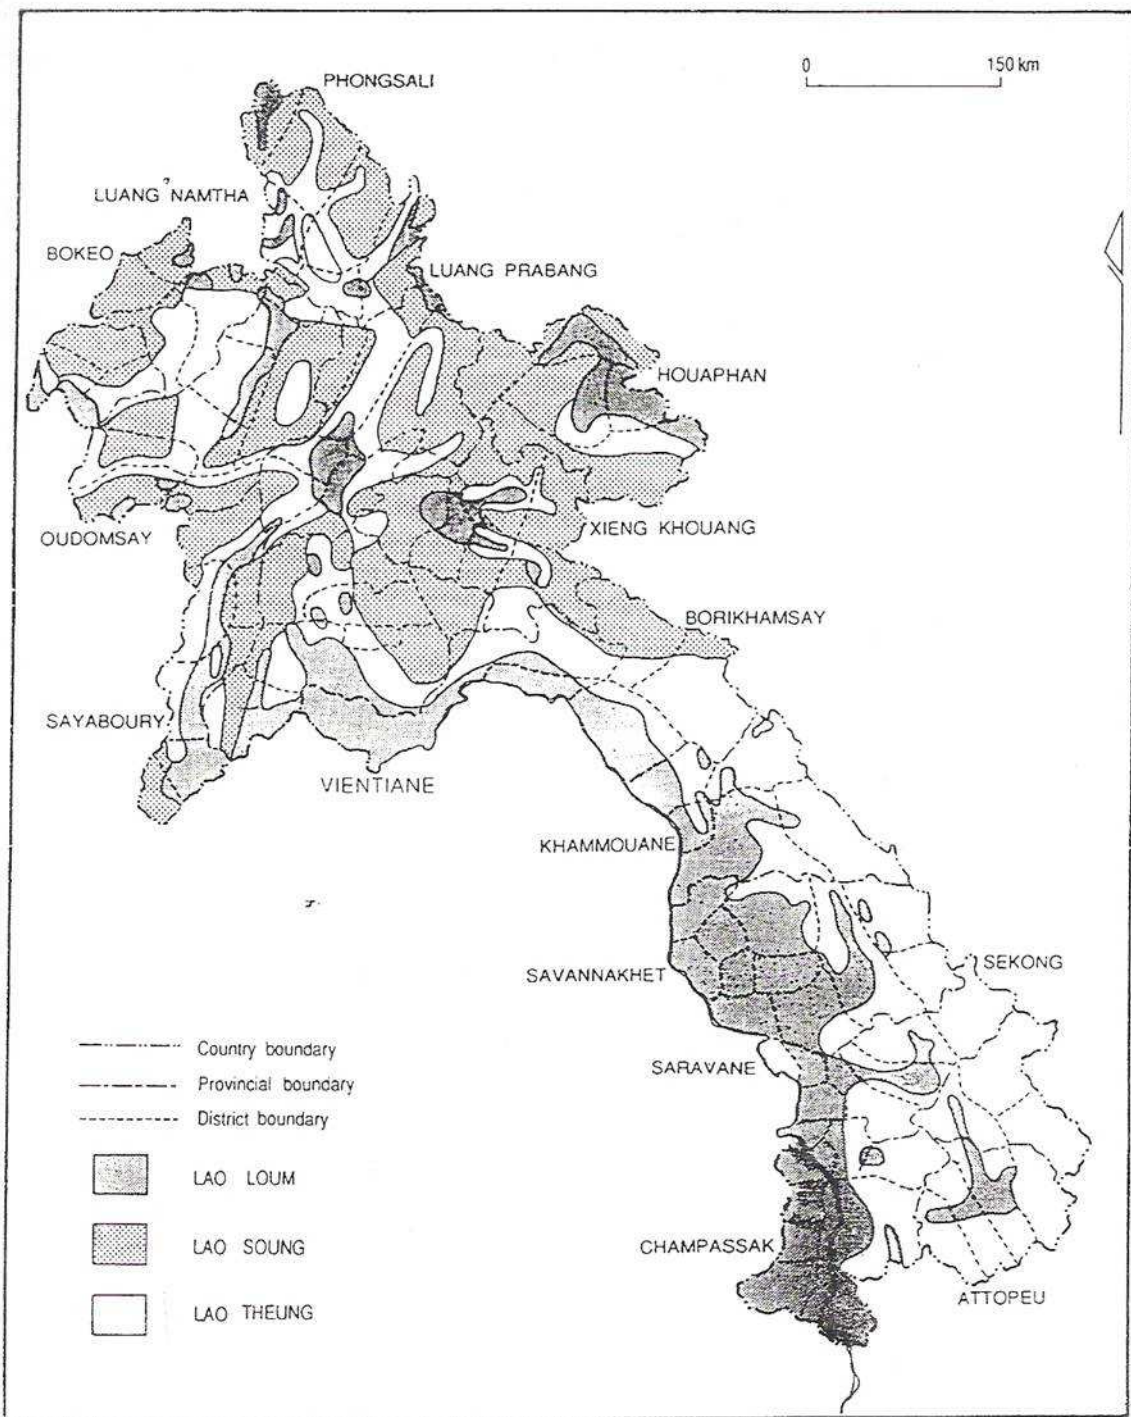 0 150 km
PHONGSALI
LUANG NAMTHA
BOKEO
LUANG PRABANG
HOUAPHAN
OUDOMSAY
XIENG KHOUANG
BORIKHAMSAY
SAYABOURY
VIENTIANE
KHAMMOUANE
SAVANNAKHET
SEKONG
SARAVANE
CHAMPASSAK
ATTOPEU
Country boundary
Provincial boundary
District boundary
LAO LOUM
LAO SOUNG
LAO THEUNG